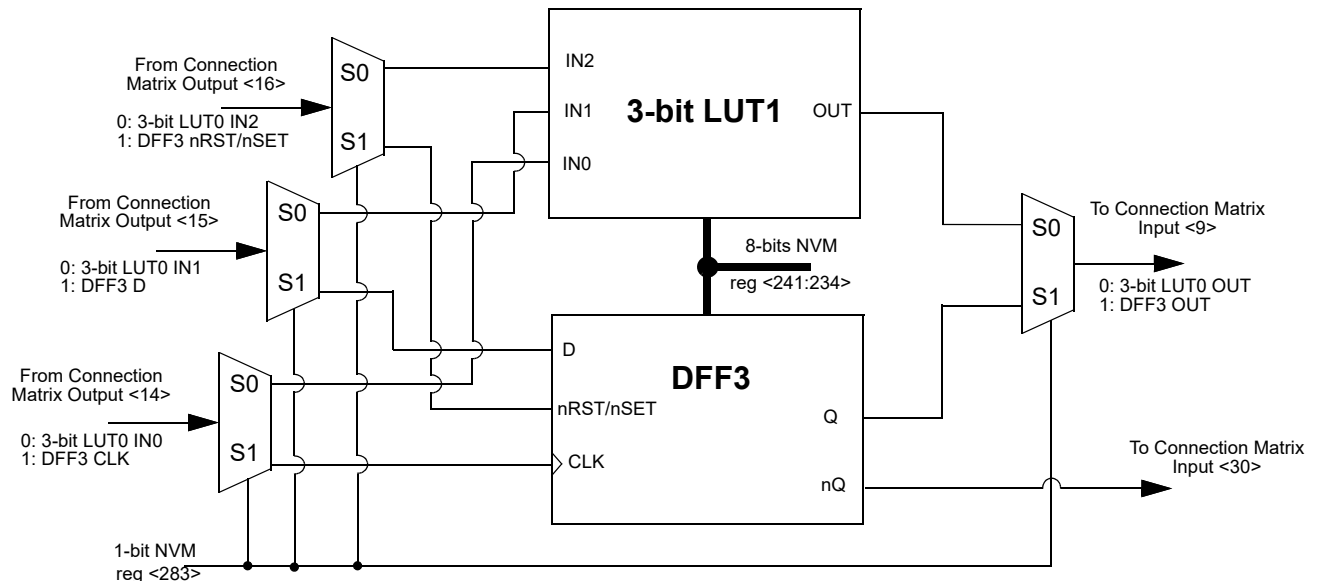 From Connection
Matrix Output <16>
0: 3-bit LUT0 IN2
1: DFF3 nRST/nSET
S0
S1
From Connection
Matrix Output <15>
0: 3-bit LUT0 IN1
1: DFF3 D
S0
S1
From Connection
Matrix Output <14>
0: 3-bit LUT0 IN0
1: DFF3 CLK
S0
S1
1-bit NVM
reg <283>
IN2
IN1
IN0
3-bit LUT1
OUT
8-bits NVM
reg <241:234>
D
nRST/nSET
CLK
DFF3
Q
nQ
S0
S1
To Connection Matrix
Input <9>
0: 3-bit LUT0 OUT
1: DFF3 OUT
To Connection Matrix
Input <30>